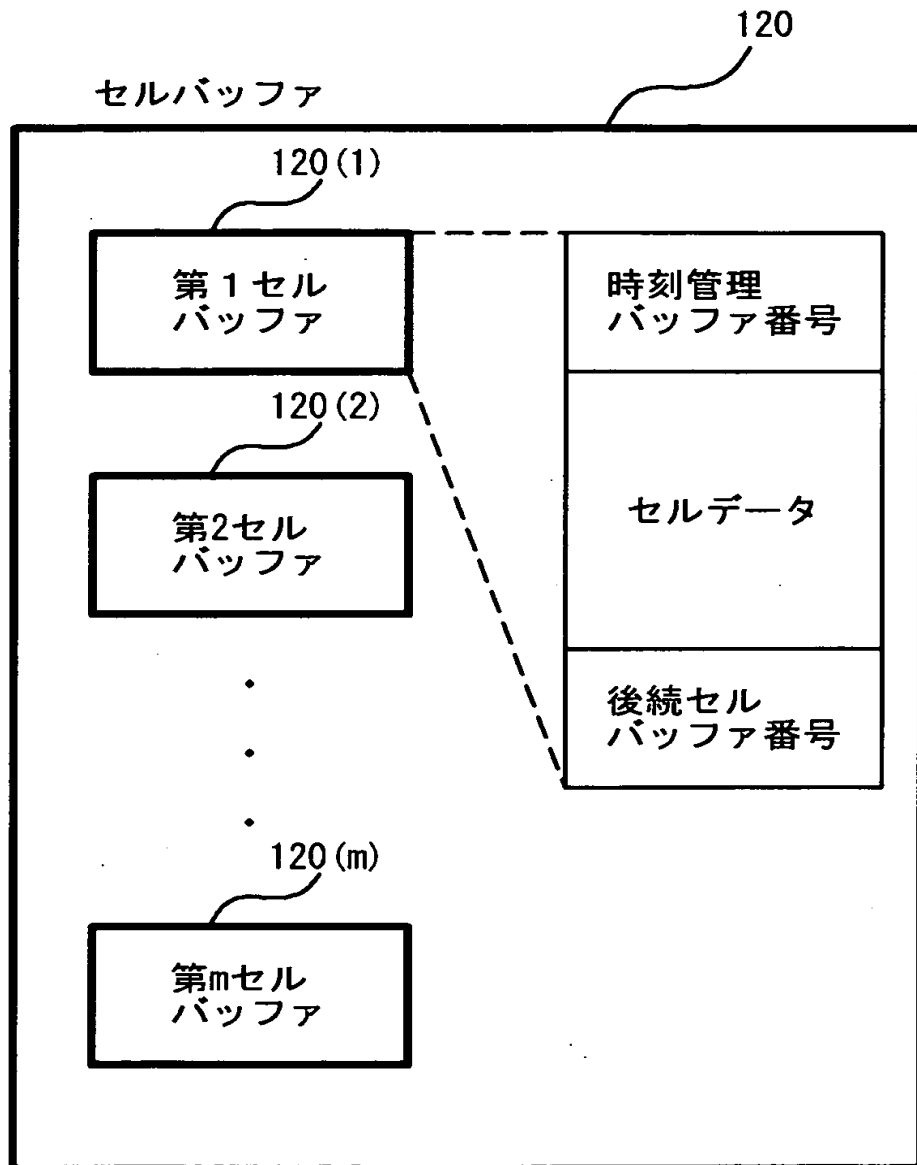 120
セルバッファ
120(1)
第１セル
バッファ
時刻管理
バッファ番号
120(2)
第2セル
バッファ
セルデータ
後続セル
バッファ番号
120(m)
第mセル
バッファ